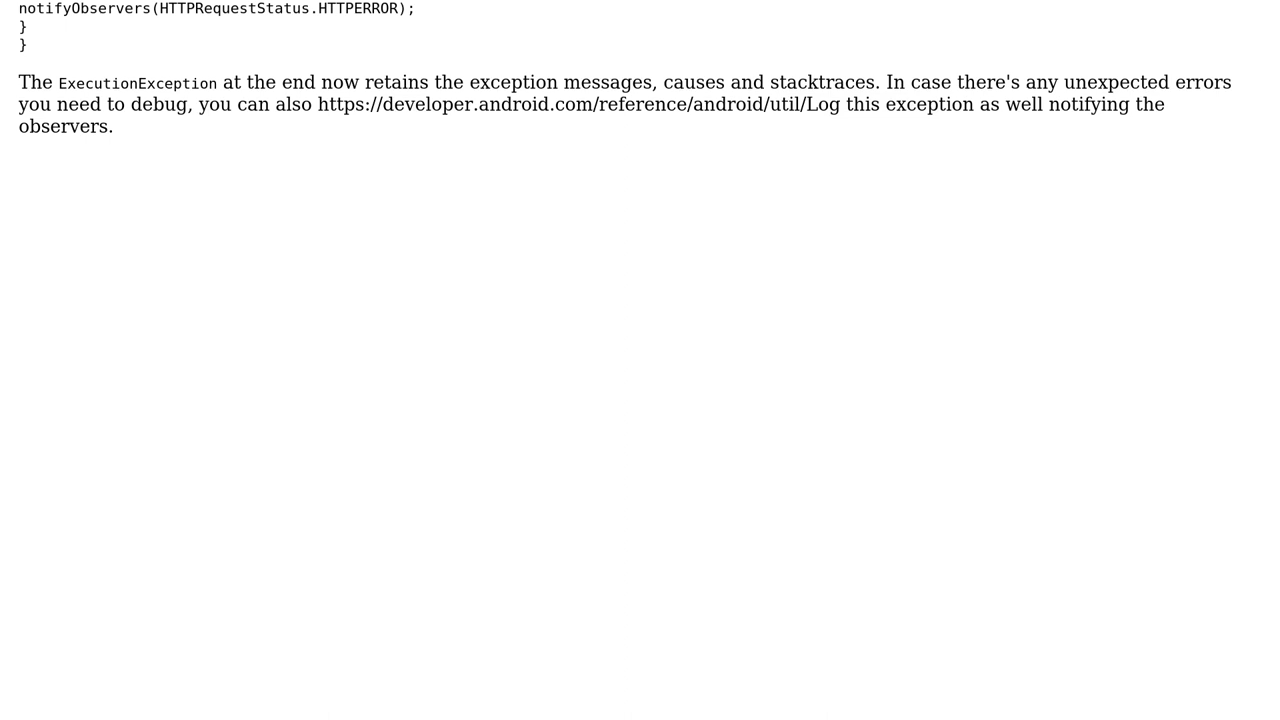 notifyObservers(HTTPRequestStatus.HTTPERROR);
}
}
The ExecutionException at the end now retains the exception messages, causes and stacktraces. In case there's any unexpected errors
you need to debug, you can also https://developer.android.com/reference/android/util/Log this exception as well notifying the
observers.